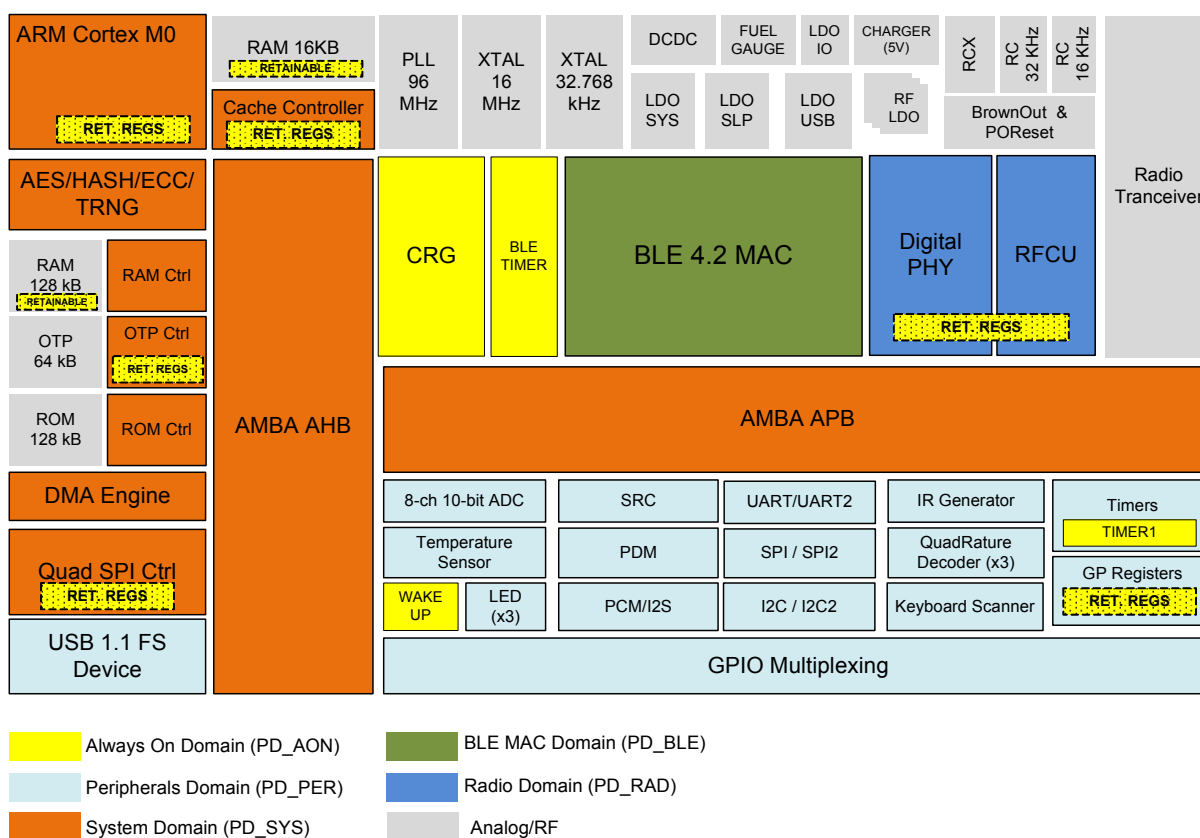 ARM Cortex M0
RET. REGS
RAM 16KB
RETAINABLE
Cache Controller
RET. REGS
PLL
96
MHz
XTAL
16
MHz
XTAL
32.768
kHz
DCDC
FUEL
GAUGE
LDO
IO
CHARGER
(5V)
LDO
SYS
LDO
SLP
LDO
USB
RF
LDO
RCX
RC
32 KHz
RC
16 KHz
BrownOut &
POReset
Radio
Tranceiver
AES/HASH/ECC/
TRNG
RAM
128 kB
RETAINABLE
RAM Ctrl
OTP
64 kB
OTP Ctrl
RET. REGS
ROM
128 kB
ROM Ctrl
DMA Engine
Quad SPI Ctrl
RET. REGS
USB 1.1 FS
Device
AMBA AHB
CRG
BLE
TIMER
BLE 4.2 MAC
Digital
PHY
RFCU
RET. REGS
AMBA APB
8-ch 10-bit ADC
SRC
UART/UART2
IR Generator
Timers
TIMER1
Temperature
Sensor
PDM
SPI / SPI2
QuadRature
Decoder (x3)
GP Registers
RET. REGS
WAKE
UP
LED
(x3)
PCM/I2S
I2C / I2C2
Keyboard Scanner
GPIO Multiplexing
Always On Domain (PD_AON)
BLE MAC Domain (PD_BLE)
Peripherals Domain (PD_PER)
Radio Domain (PD_RAD)
System Domain (PD_SYS)
Analog/RF